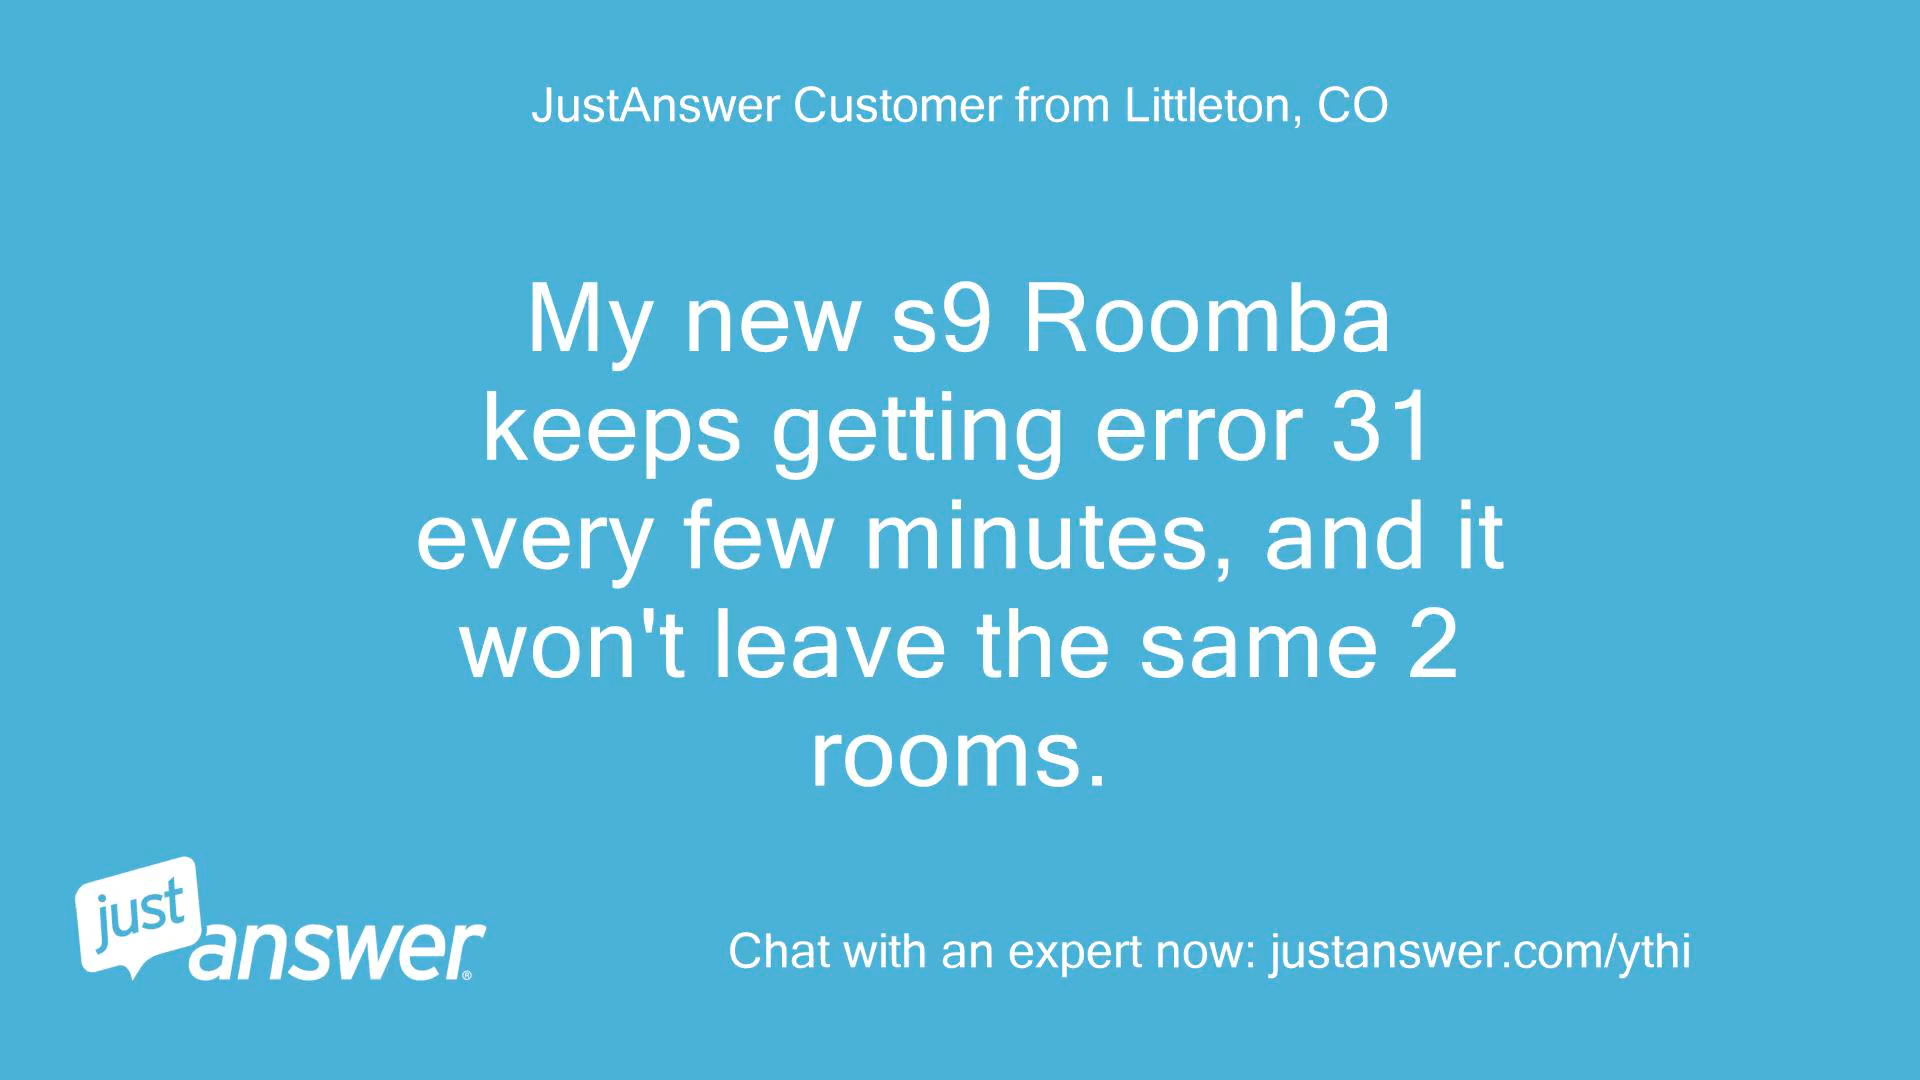 JustAnswer Customer from Littleton, CO
My new s9 Roomba
keeps getting error 31
every few minutes, and it
won't leave the same 2
rooms.
just
answer®
Chat with an expert now: justanswer.com/ythi